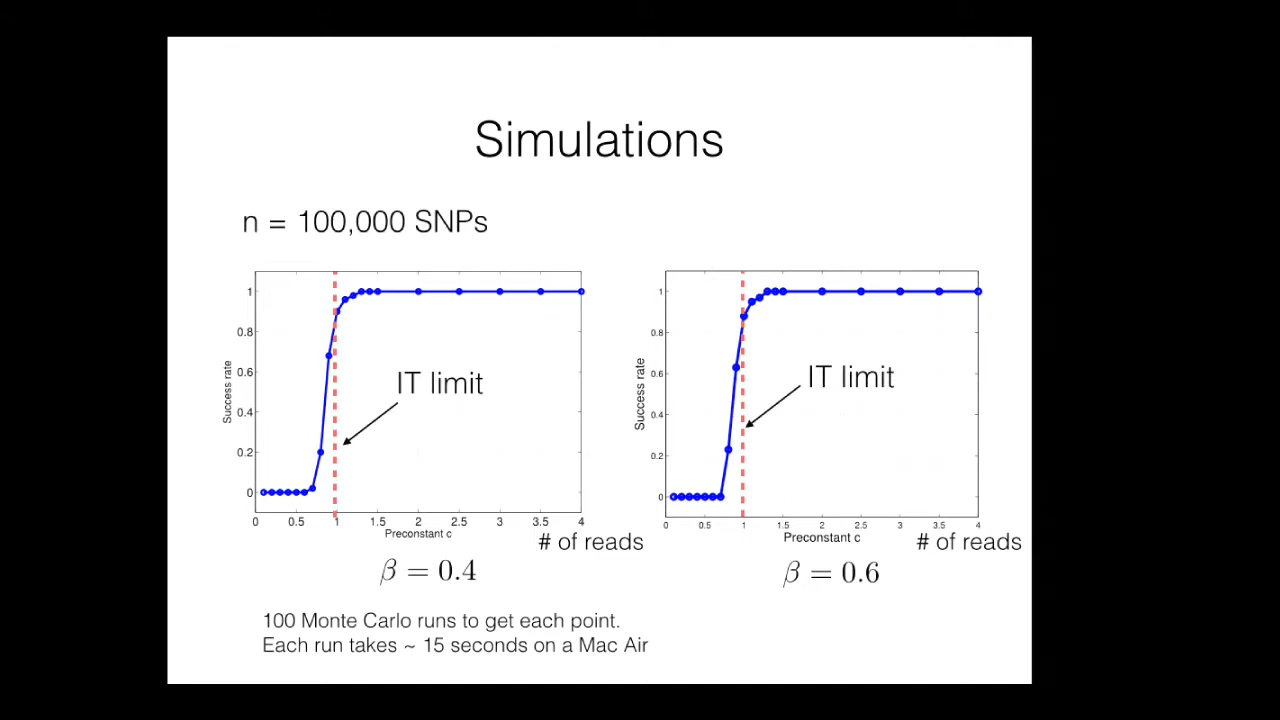 Simulations
n = 100,000 SNPs
1
0.8
0.6
0.4
0.2
0
Success rate
IT limit
0 0.5 1 1.5 2 2.5 3 3.5 4
Preconstant c
# of reads
β = 0.4
1
0.8
0.6
0.4
0.2
0
Success rate
IT limit
0 0.5 1 1.5 2 2.5 3 3.5 4
Preconstant c
# of reads
β = 0.6
100 Monte Carlo runs to get each point.
Each run takes ~ 15 seconds on a Mac Air